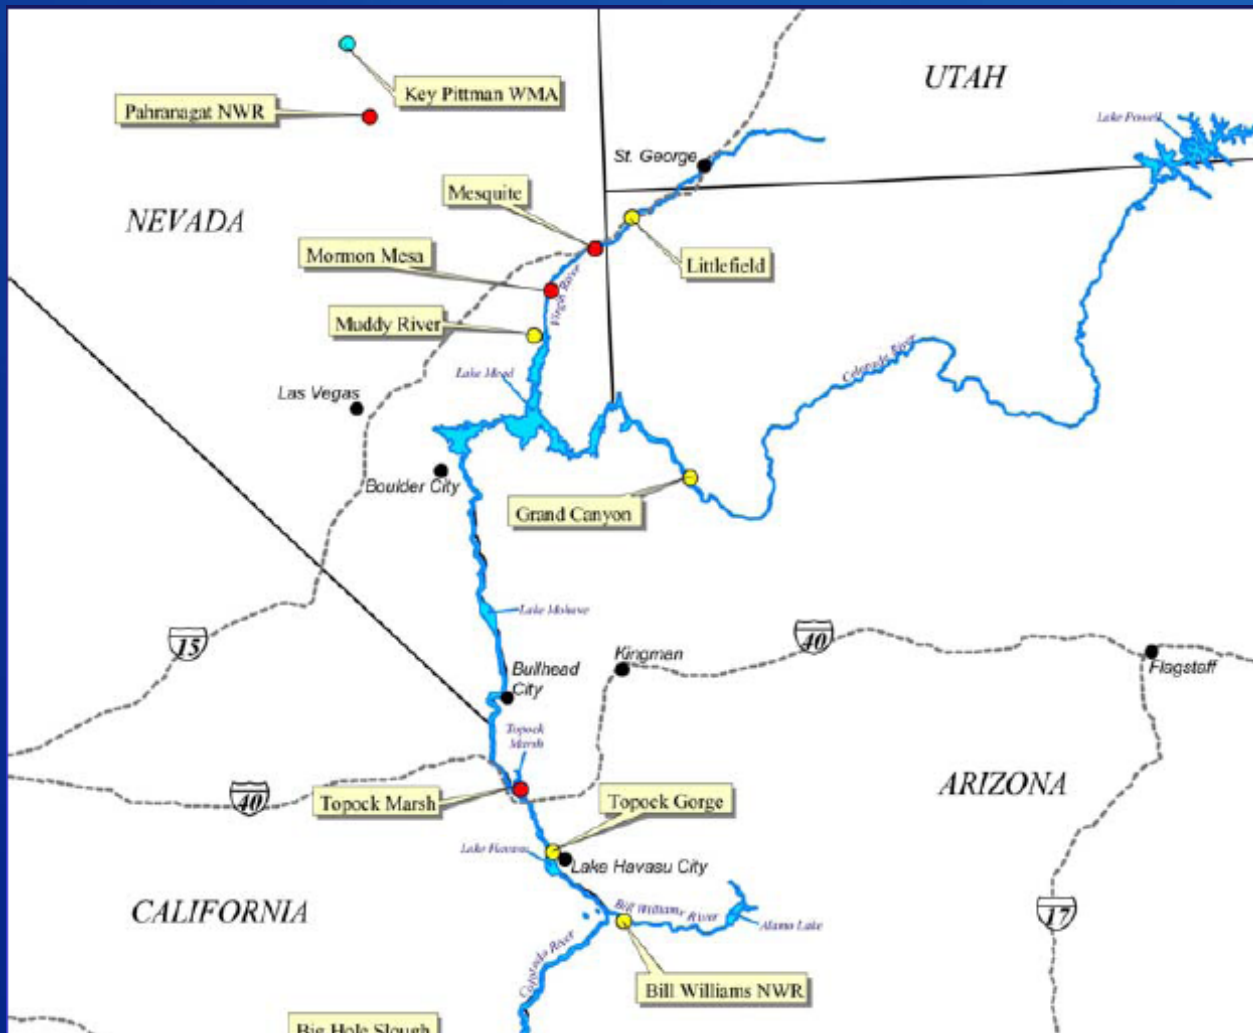 Key Pittman WMA
UTAH
Pahranagat NWR
Lake Powell
St. George
Mesquite
NEVADA
Mormon Mesa
Littlefield
Virgin River
Muddy River
Colorado River
Lake Mead
Las Vegas
Boulder City
Grand Canyon
Lake Mohave
15
40
Kingman
Flagstaff
Bullhead
City
Topock
Marsh
ARIZONA
40
Topock Marsh
Topock Gorge
Lake Havasu
Lake Havasu City
CALIFORNIA
Bill Williams River
17
Alamo Lake
Colorado River
Bill Williams NWR
Big Hole Slough